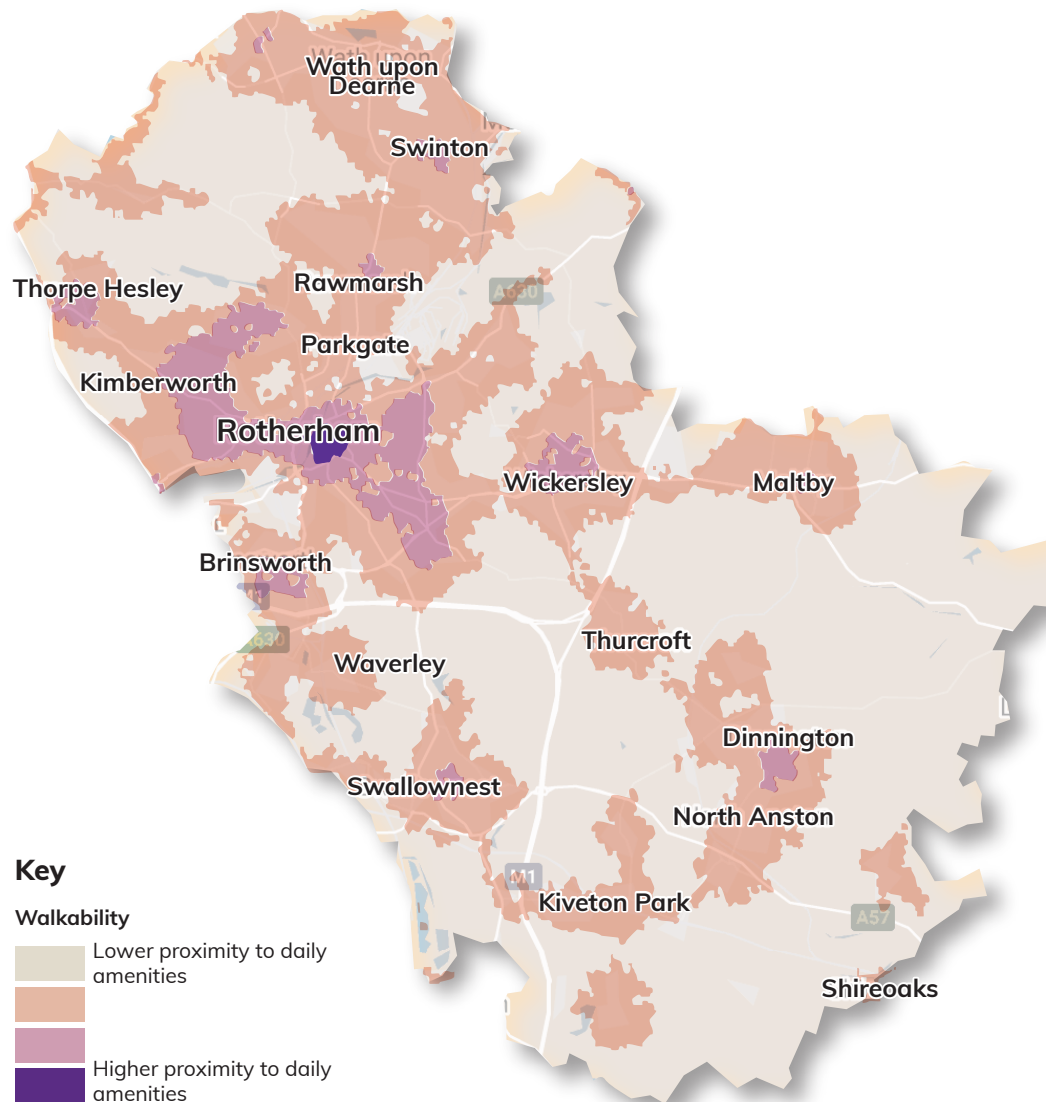 Wath upon
Dearne
Swinton
Thorpe Hesley
Rawmarsh
A630
Parkgate
Kimberworth
Rotherham
Wickersley
Maltby
Brinsworth
M1
A630
Thurcroft
Waverley
Dinnington
Swallownest
North Anston
M1
Kiveton Park
A57
Shireoaks
Key
Walkability
Lower proximity to daily
amenities
Higher proximity to daily
amenities